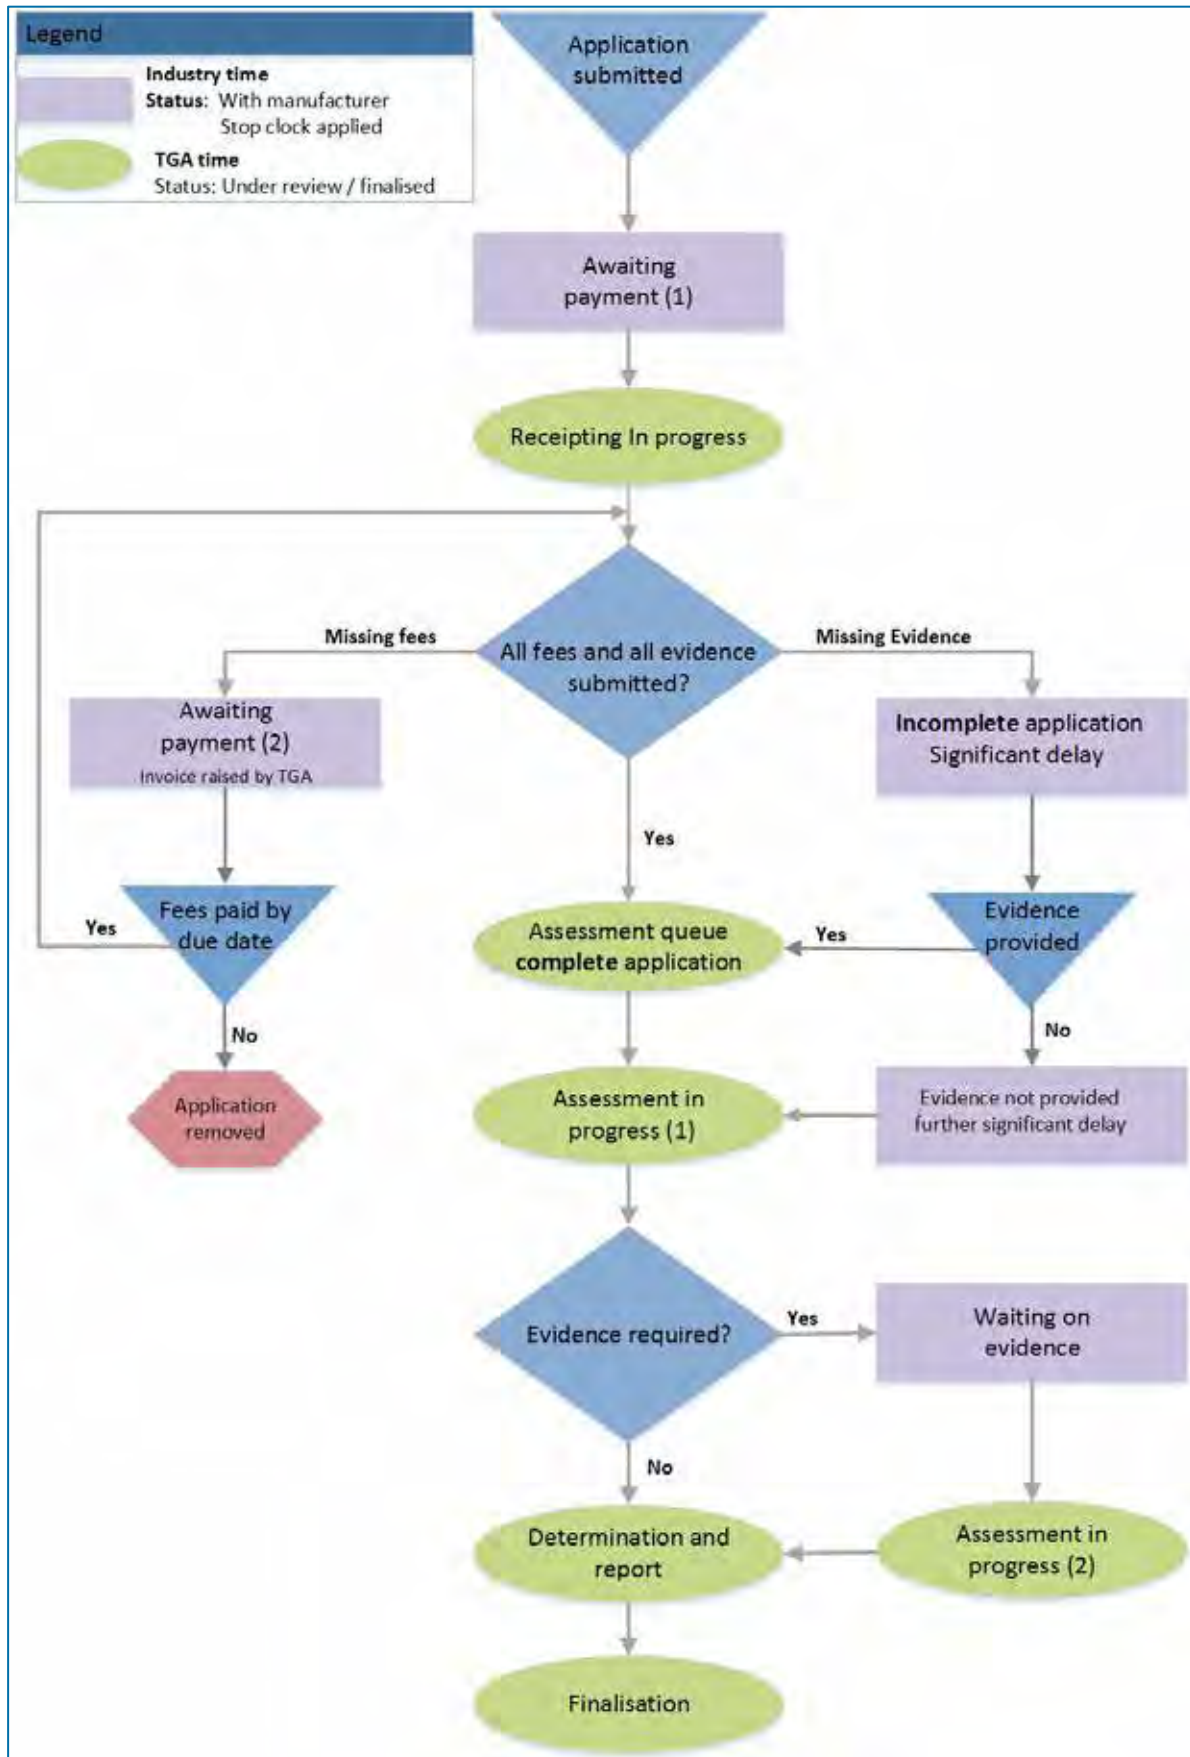 Legend
Industry time
Status: With manufacturer
Stop clock applied
TGA time
Status: Under review / finalised
Application
submitted
Awaiting
payment (1)
Receipting In progress
Missing fees
All fees and all evidence
submitted?
Missing Evidence
Awaiting
payment (2)
Invoice raised by TGA
Incomplete application
Significant delay
Yes
Fees paid by
due date
Yes
Assessment queue
complete application
Yes
Evidence
provided
No
No
Application
removed
Assessment in
progress (1)
Evidence not provided
further significant delay
Evidence required?
Yes
Waiting on
evidence
No
Determination and
report
Assessment in
progress (2)
Finalisation